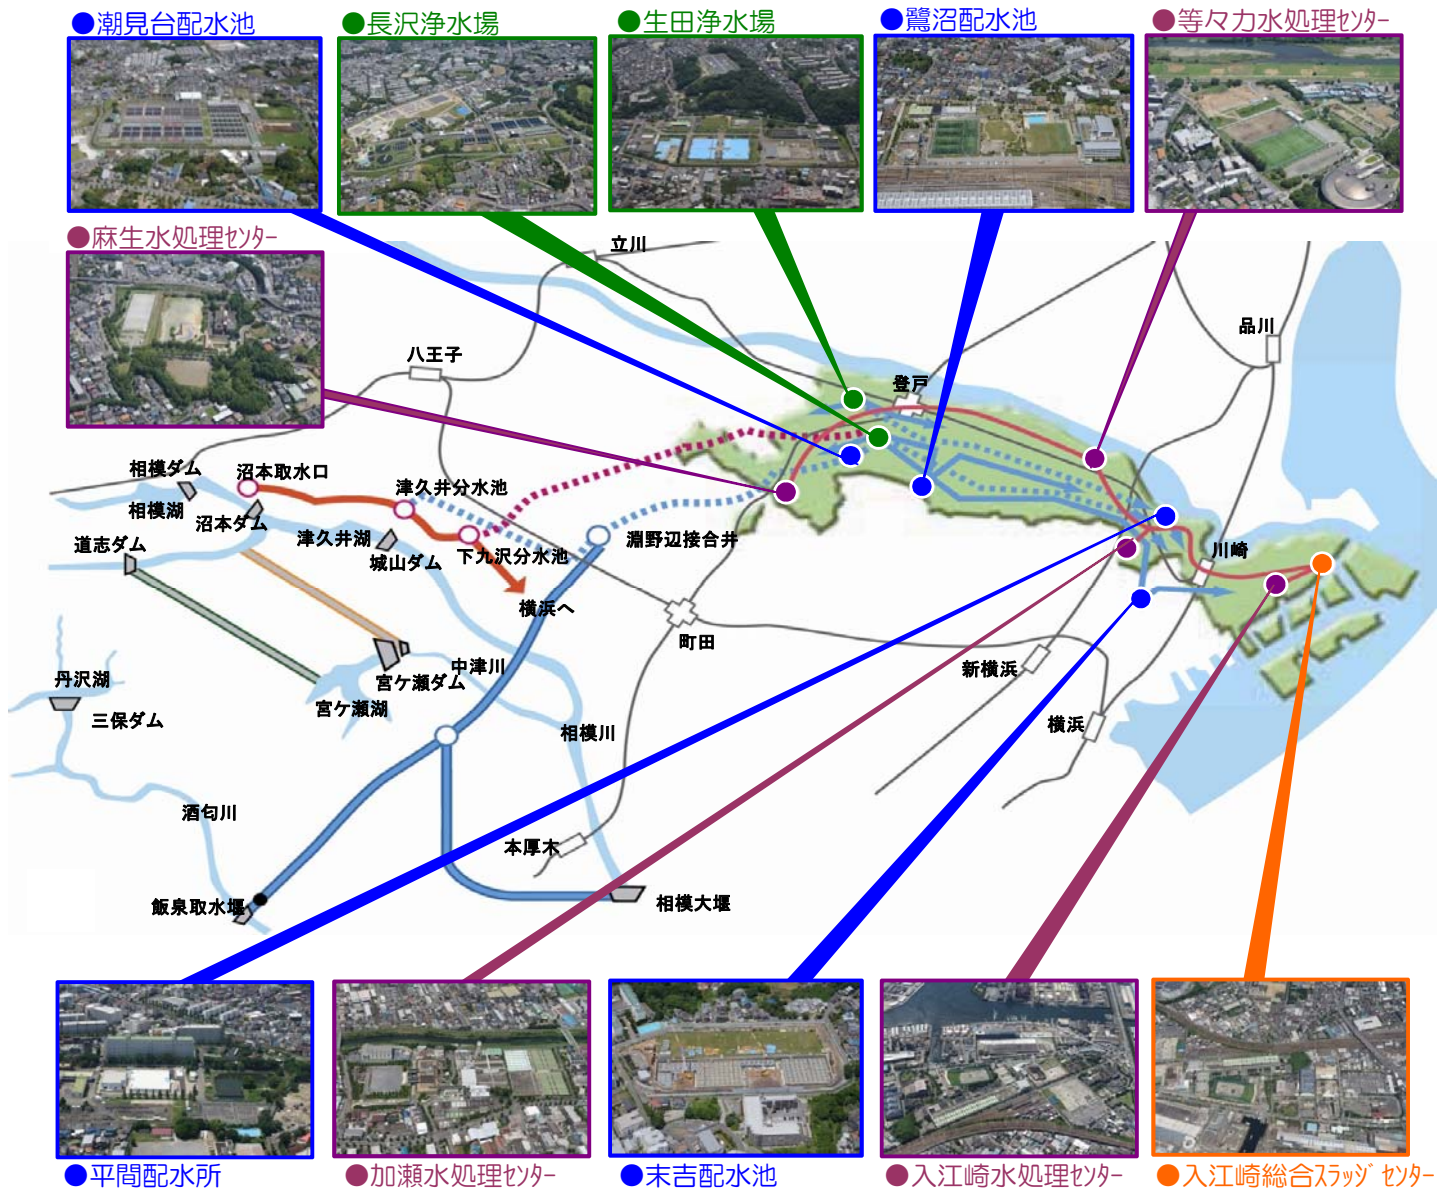 ●潮見台配水池
●長沢浄水場
●生田浄水場
●鷺沼配水池
●等々力水処理センター
●麻生水処理センター
立川
品川
八王子
登戸
相模ダム
沼本取水口
津久井分水池
相模湖
沼本ダム
津久井湖
下九沢分水池
淵野辺接合井
道志ダム
城山ダム
川崎
横浜へ
町田
中津川
新横浜
丹沢湖
宮ケ瀬ダム
宮ケ瀬湖
三保ダム
相模川
横浜
酒匂川
本厚木
飯泉取水堰
相模大堰
●平間配水所
●加瀬水処理センター
●末吉配水池
●入江崎水処理センター
●入江崎総合スラッジセンター